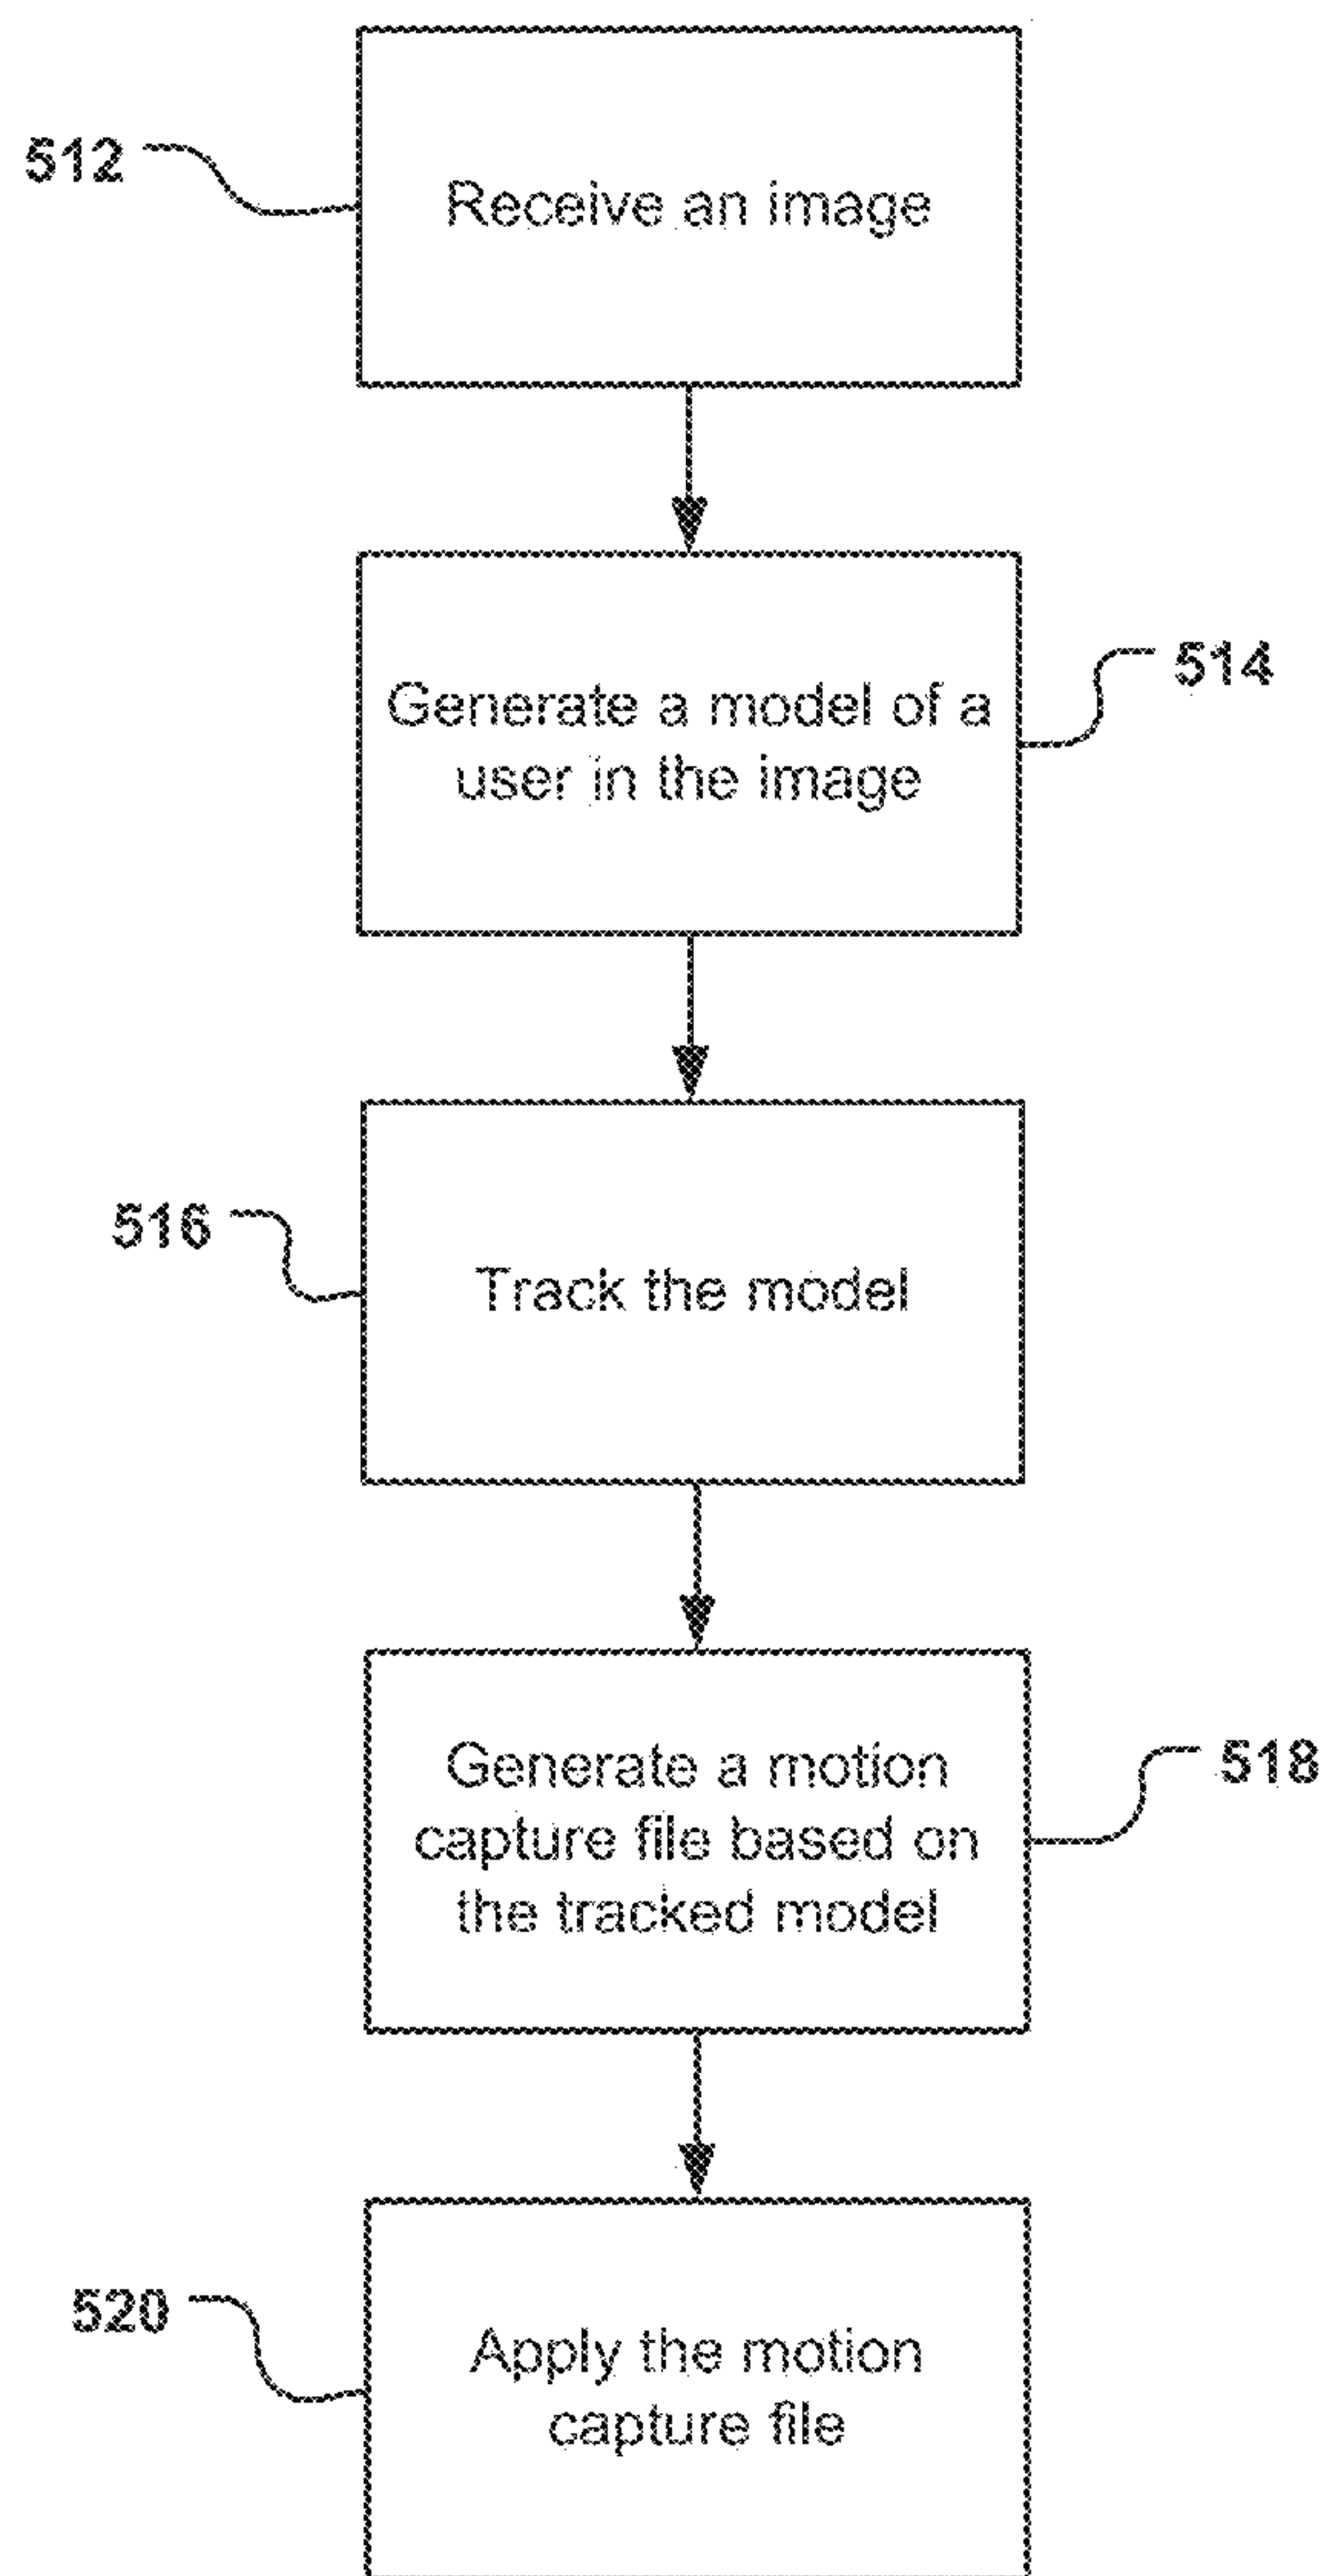 512
Receive an image
Generate a model of a
user in the image
514
516
Track the model
Generate a motion
capture file based on
the tracked model
518
520
Apply the motion
capture file